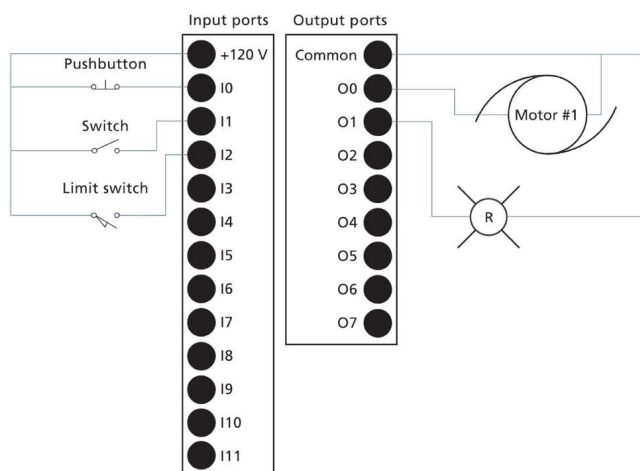 Input ports
Output ports
+120 V
Pushbutton
I0
Switch
I1
I2
Limit switch
I3
I4
I5
I6
I7
I8
I9
I10
I11
Common
O0
Motor #1
O1
O2
O3
R
O4
O5
O6
O7